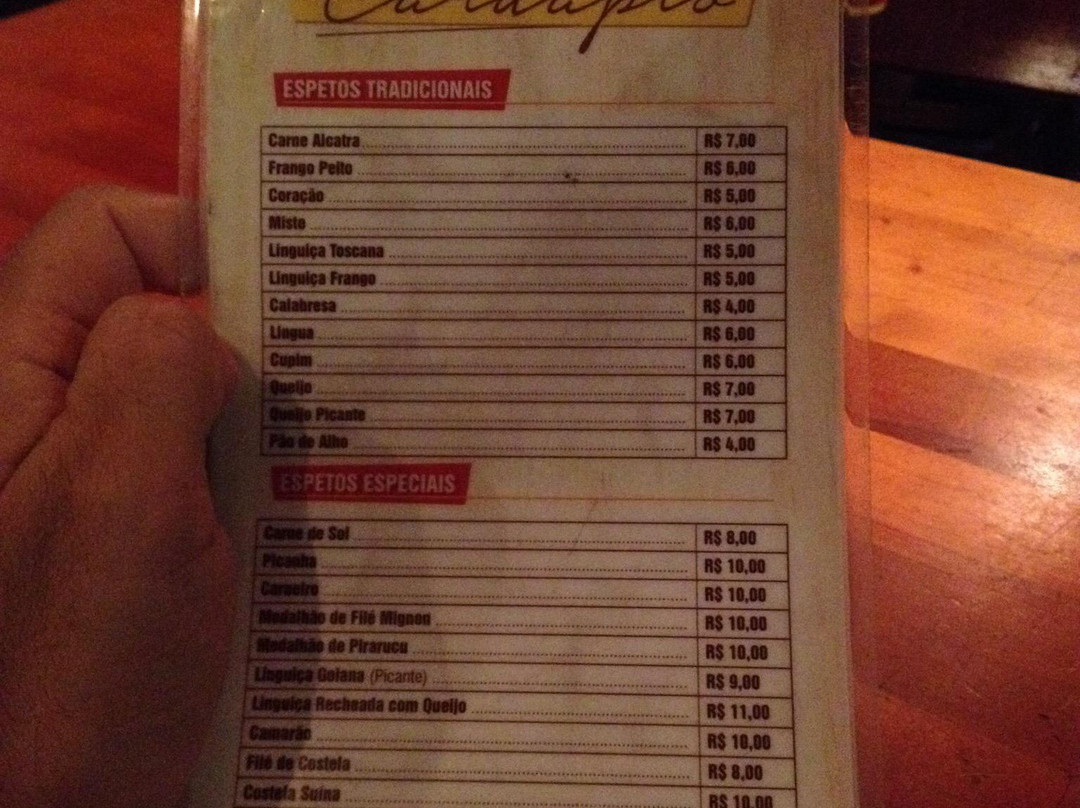 Cardápio
ESPETOS TRADICIONAIS
Carne Alcatra R$ 7,00
Frango Peito R$ 6,00
Coração R$ 5,00
Misto R$ 6,00
Linguiça Toscana R$ 5,00
Linguiça Frango R$ 5,00
Calabresa R$ 4,00
Lingua R$ 6,00
Cupim R$ 6,00
Queijo R$ 7,00
Queijo Picante R$ 7,00
Pão de Alho R$ 4,00
ESPETOS ESPECIAIS
Carne de Sol R$ 8,00
Picanha R$ 10,00
Carneiro R$ 10,00
Medalhão de Filé Mignon R$ 10,00
Medalhão de Pirarucu R$ 10,00
Linguiça Goiana (Picante) R$ 9,00
Linguiça Recheada com Queijo R$ 11,00
Camarão R$ 10,00
Filé de Costela R$ 8,00
Costela Suína R$ 10,00